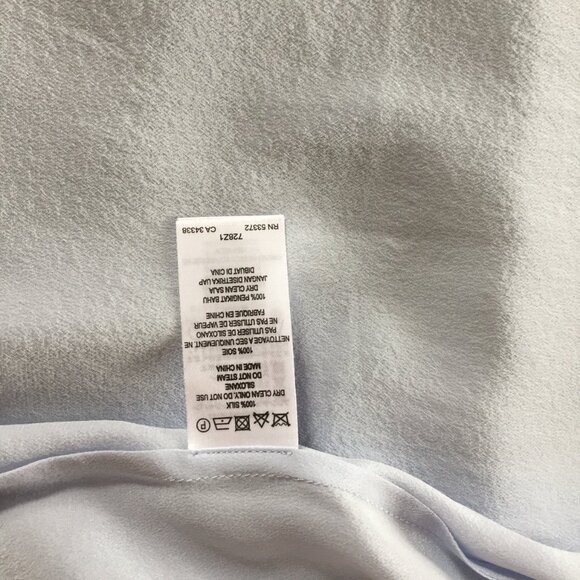 100% SILK
DRY CLEAN ONLY, DO NOT USE
SILOXANE
DO NOT STEAM
MADE IN CHINA
100% SOIE
NETTOYAGE A SEC UNIQUEMENT, NE
PAS UTILISER DE SILOXANO
NE PAS UTILISER DE VAPEUR
FABRIQUE EN CHINE
100% PENGIKAT BAHU
DRY CLEAN SAJA
JANGAN DISETRIKA UAP
DIBUAT DI CINA
728Z1
RN 53372 CA 34338
P